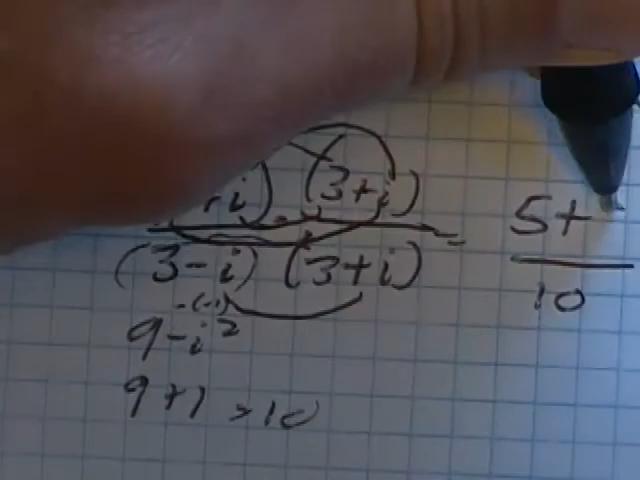 +i) (3+i)
(3-i) (3+i) = 5+
10
-(-1)
9-i²
9+1 >10